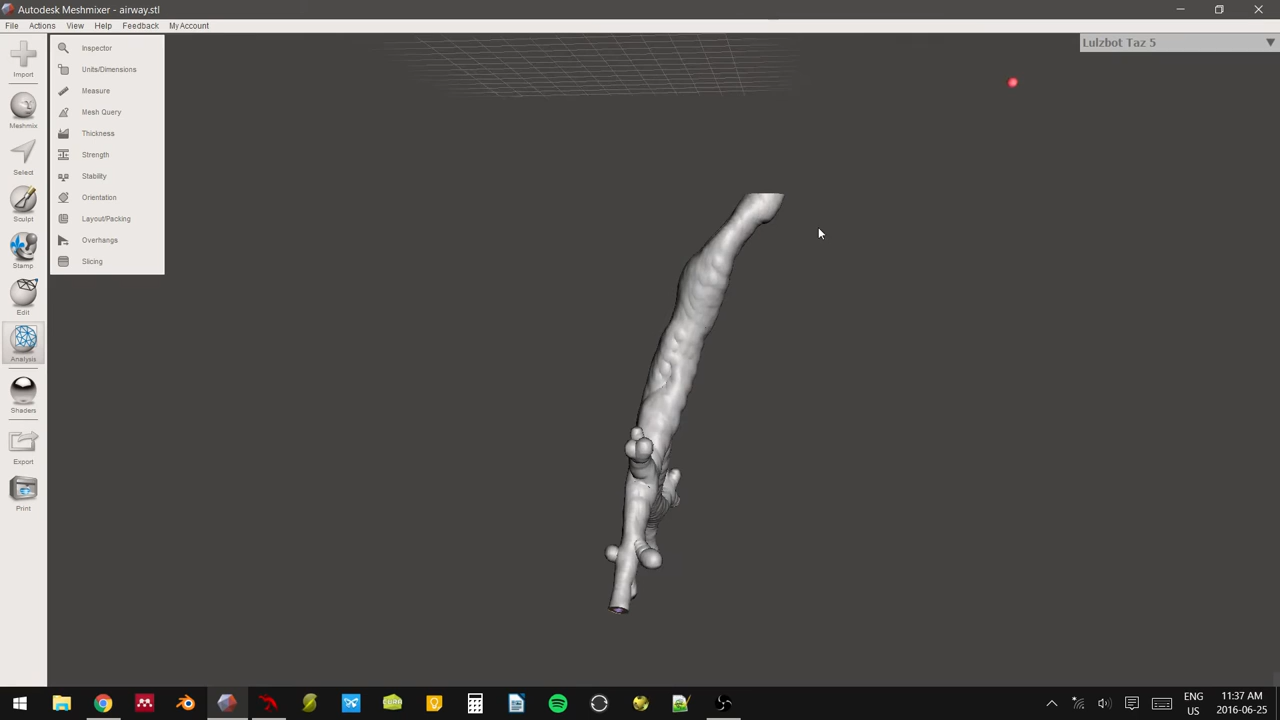 Autodesk Meshmixer - airway.stl
File Actions View Help Feedback My Account
Import
Meshmix
Select
Sculpt
Stamp
Edit
Analysis
Shaders
Export
Print
Inspector
Units/Dimensions
Measure
Mesh Query
Thickness
Strength
Stability
Orientation
Layout/Packing
Overhangs
Slicing
Lulzbot Taz 5
CURA
ENG
US
11:37 AM
2016-06-25